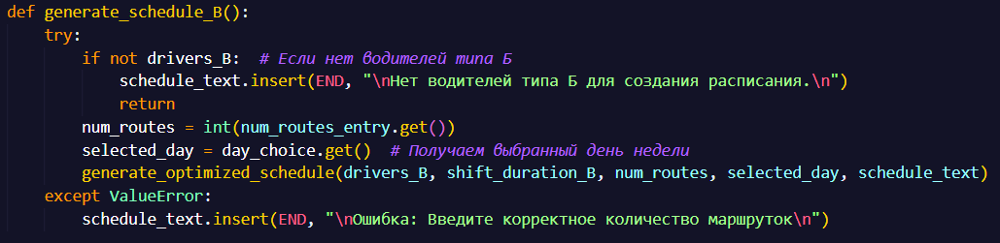 def generate_schedule_B():
    try:
        if not drivers_B:  # Если нет водителей типа Б
            schedule_text.insert(END, "\nНет водителей типа Б для создания расписания.\n")
            return
        num_routes = int(num_routes_entry.get())
        selected_day = day_choice.get()  # Получаем выбранный день недели
        generate_optimized_schedule(drivers_B, shift_duration_B, num_routes, selected_day, schedule_text)
    except ValueError:
        schedule_text.insert(END, "\nОшибка: Введите корректное количество маршруток\n")